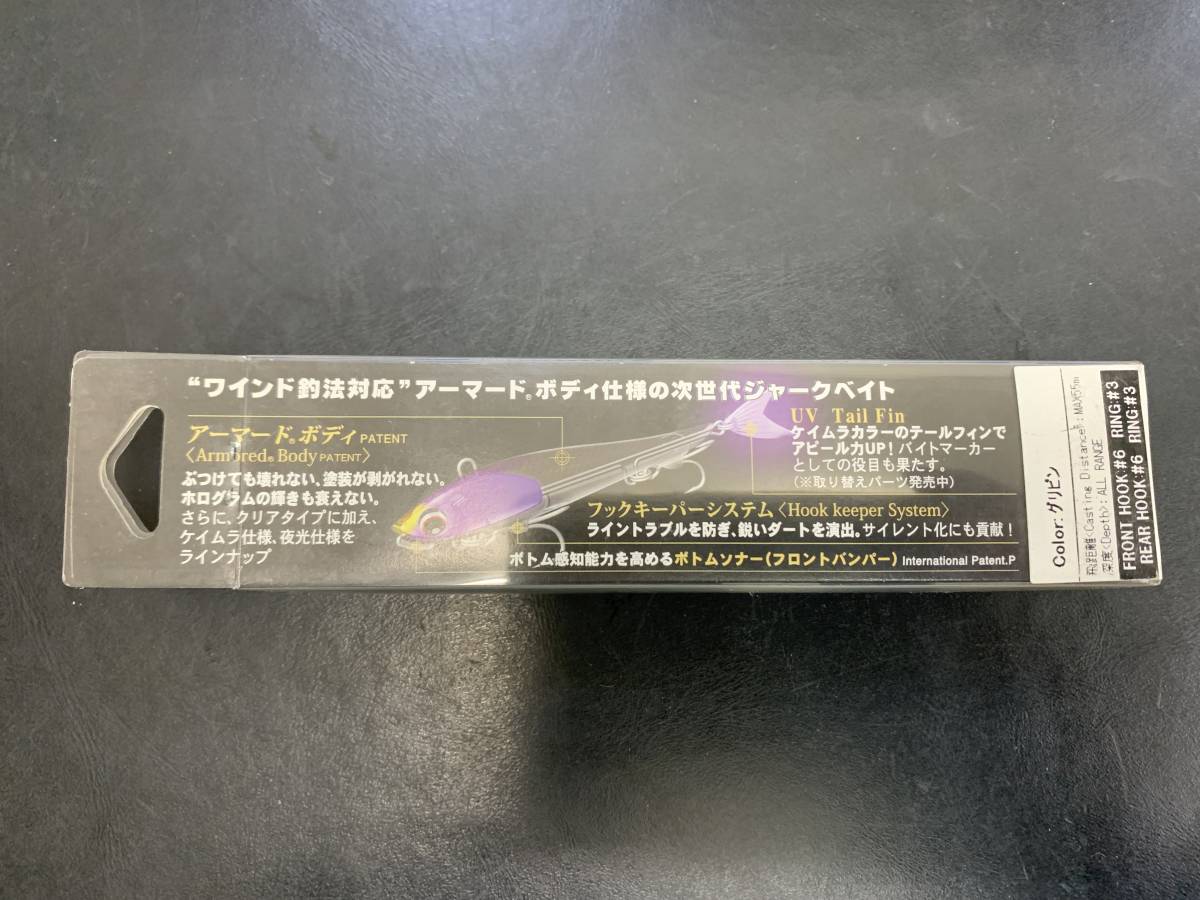 “ワインド釣法対応”アーマード®ボディ仕様の次世代ジャークベイト
アーマード®ボディ PATENT
〈Armored® Body PATENT〉
ぶつけても壊れない、塗装が剥がれない。
ホログラムの輝きも衰えない。
さらに、クリアタイプに加え、
ケイムラ仕様、夜光仕様を
ラインナップ
UV Tail Fin
ケイムラカラーのテールフィンで
アピール力UP！バイトマーカー
としての役目も果たす。
（※取り替えパーツ発売中）
フックキーパーシステム〈Hook keeper System〉
ライントラブルを防ぎ、鋭いダートを演出。サイレント化にも貢献！
ボトム感知能力を高めるボトムソナー（フロントバンパー）International Patent.P
Color:グリピン
飛距離<Casting Distance>:MAX55m
深度<Depth>:ALL RANGE
FRONT HOOK:#6 RING:#3
REAR HOOK:#6 RING:#3